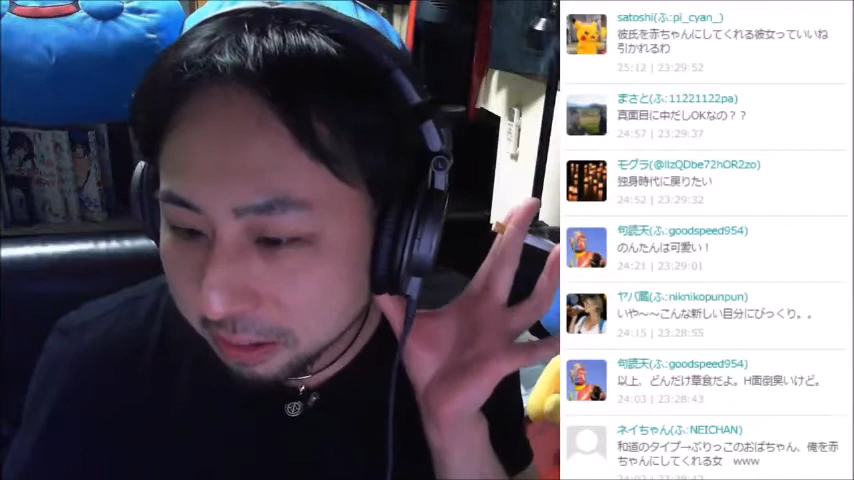 satoshi(ふ:pi_cyan_)
彼氏を赤ちゃんにしてくれる彼女っていいね
引かれるわ
25:12 | 23:29:52
まさと(ふ:11221122pa)
真面目に中だしOKなの？？
24:57 | 23:29:37
モグラ(@IlzQDbe72hOR2zo)
独身時代に戻りたい
24:52 | 23:29:32
句読天(ふ:goodspeed954)
のんたんは可愛い！
24:21 | 23:29:01
(ふ:niknikopunpun)
いや～～こんな新しい自分にびっくり。。
24:15 | 23:28:55
句読天(ふ:goodspeed954)
以上、どんだけ草食だよ。H面倒臭いけど。
24:03 | 23:28:43
ネイちゃん(ふ:NEICHAN)
和道のタイプ→ぶりっこのおばちゃん、俺を赤
ちゃんにしてくれる女　www